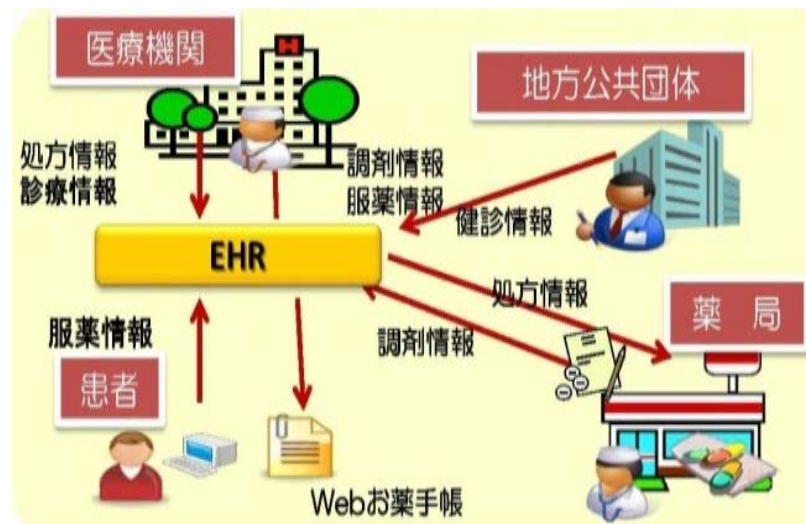 医療機関
H
地方公共団体
処方情報
診療情報
調剤情報
服薬情報
健診情報
EHR
処方情報
薬 局
服薬情報
調剤情報
患者
Webお薬手帳